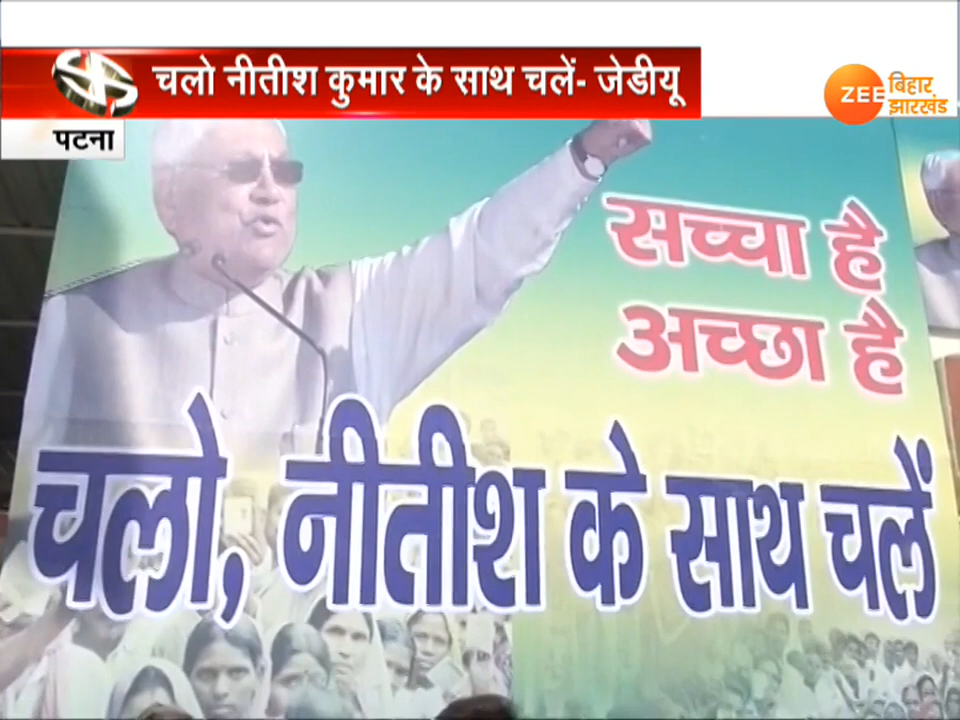 चलो नीतीश कुमार के साथ चलें- जेडीयू
ZEE
बिहार
झारखंड
पटना
सच्चा है
अच्छा है
चलो, नीतीश के साथ चलें